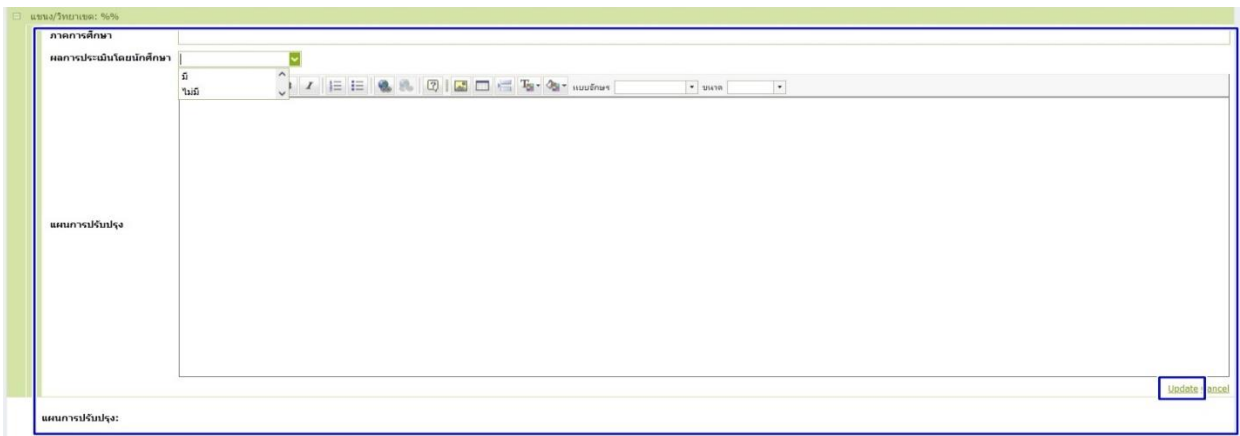 แขนง/วิทยาเขต: %%
ภาคการศึกษา
ผลการประเมินโดยนักศึกษา
มี
ไม่มี
แบบอักษร ขนาด
แผนการปรับปรุง
Update Cancel
แผนการปรับปรุง: